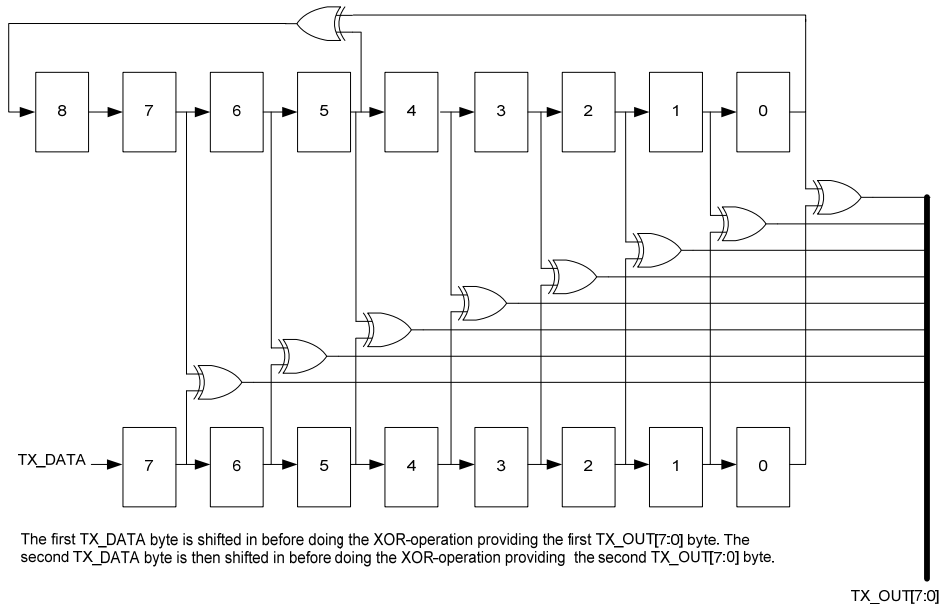 8 7 6 5 4 3 2 1 0
TX_DATA 7 6 5 4 3 2 1 0
The first TX_DATA byte is shifted in before doing the XOR-operation providing the first TX_OUT[7:0] byte. The
second TX_DATA byte is then shifted in before doing the XOR-operation providing the second TX_OUT[7:0] byte.
TX_OUT[7:0]